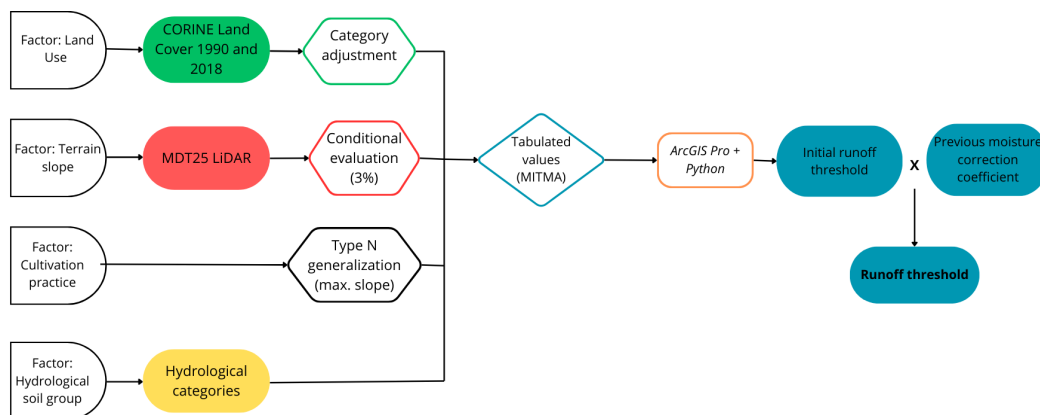 Factor: Land
Use
CORINE Land
Cover 1990 and
2018
Category
adjustment
Factor: Terrain
slope
MDT25 LiDAR
Conditional
evaluation
(3%)
Tabulated
values
(MITMA)
ArcGIS Pro +
Python
Initial runoff
threshold
X
Previous moisture
correction
coefficient
Factor:
Cultivation
practice
Type N
generalization
(max. slope)
Runoff threshold
Factor:
Hydrological
soil group
Hydrological
categories